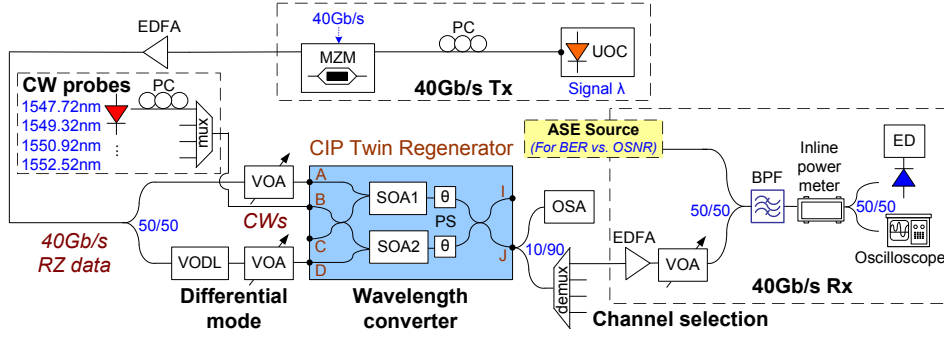 EDFA
40Gb/s
MZM
PC
UOC
Signal λ
40Gb/s Tx
CW probes
PC
1547.72nm
1549.32nm
1550.92nm
⋮
1552.52nm
mux
ASE Source
(For BER vs. OSNR)
CIP Twin Regenerator
VOA
A
B
C
D
CWs
SOA1
θ
PS
SOA2
θ
I
J
50/50
40Gb/s
RZ data
VODL
VOA
Differential
mode
Wavelength
converter
OSA
10/90
demux
EDFA
VOA
Channel selection
50/50
BPF
Inline
power
meter
50/50
ED
Oscilloscope
40Gb/s Rx